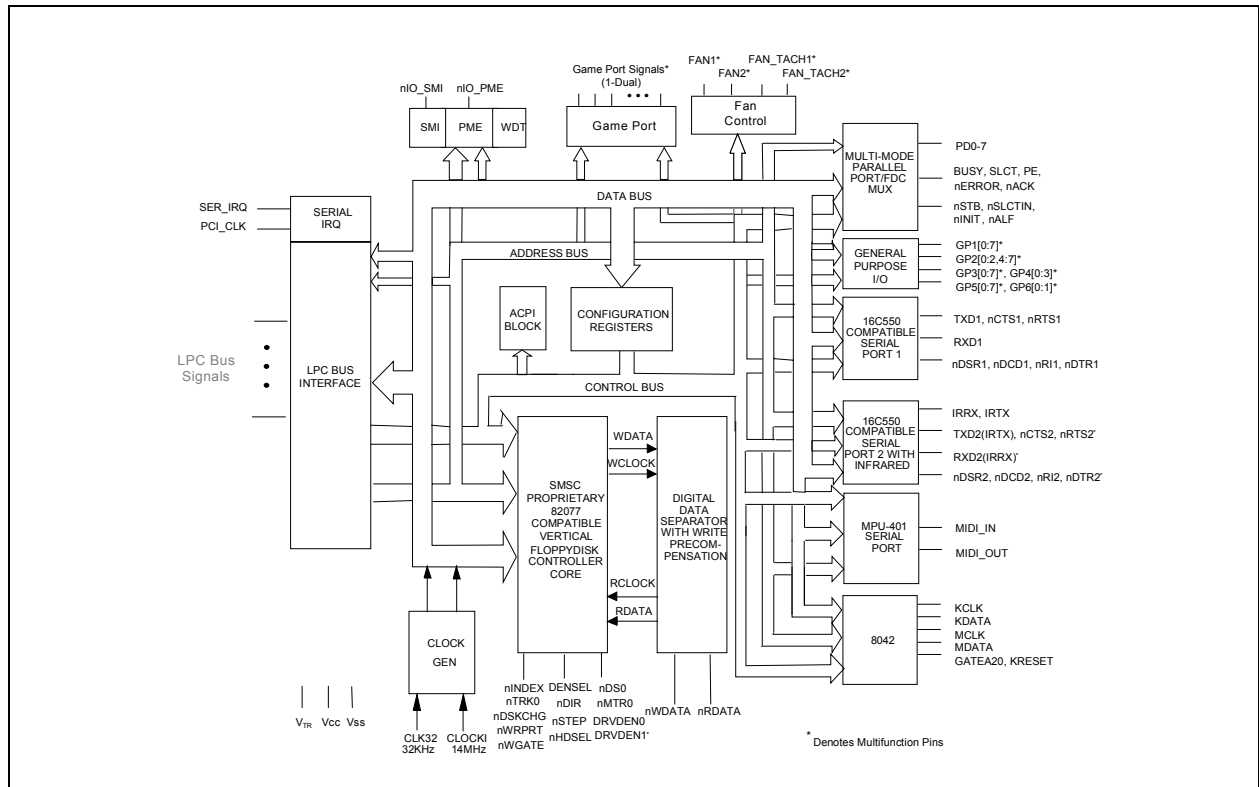 Game Port Signals*
(1-Dual)
FAN1*
FAN_TACH1*
FAN2*
FAN_TACH2*
nIO_SMI
nIO_PME
SMI
PME
WDT
Game Port
Fan
Control
SER_IRQ
PCI_CLK
SERIAL
IRQ
LPC Bus
Signals
LPC BUS
INTERFACE
DATA BUS
ADDRESS BUS
ACPI
BLOCK
CONFIGURATION
REGISTERS
CONTROL BUS
MULTI-MODE
PARALLEL
PORT/FDC
MUX
PD0-7
BUSY, SLCT, PE,
nERROR, nACK
nSTB, nSLCTIN,
nINIT, nALF
GENERAL
PURPOSE
I/O
GP1[0:7]*
GP2[0:2,4:7]*
GP3[0:7]*, GP4[0:3]*
GP5[0:7]*, GP6[0:1]*
16C550
COMPATIBLE
SERIAL
PORT 1
TXD1, nCTS1, nRTS1
RXD1
nDSR1, nDCD1, nRI1, nDTR1
16C550
COMPATIBLE
SERIAL
PORT 2 WITH
INFRARED
IRRX, IRTX
TXD2(IRTX), nCTS2, nRTS2*
RXD2(IRRX)*
nDSR2, nDCD2, nRI2, nDTR2*
MPU-401
SERIAL
PORT
MIDI_IN
MIDI_OUT
8042
KCLK
KDATA
MCLK
MDATA
GATEA20, KRESET
SMSC
PROPRIETARY
82077
COMPATIBLE
VERTICAL
FLOPPYDISK
CONTROLLER
CORE
WDATA
WCLOCK
RCLOCK
RDATA
DIGITAL
DATA
SEPARATOR
WITH WRITE
PRECOM-
PENSATION
CLOCK
GEN
VTR
Vcc
Vss
CLK32
32KHz
CLOCKI
14MHz
nINDEX
nTRK0
nDSKCHG
nWRPRT
nWGATE
DENSEL
nDIR
nSTEP
nHDSEL
nDS0
nMTR0
DRVDEN0
DRVDEN1*
nWDATA
nRDATA
* Denotes Multifunction Pins